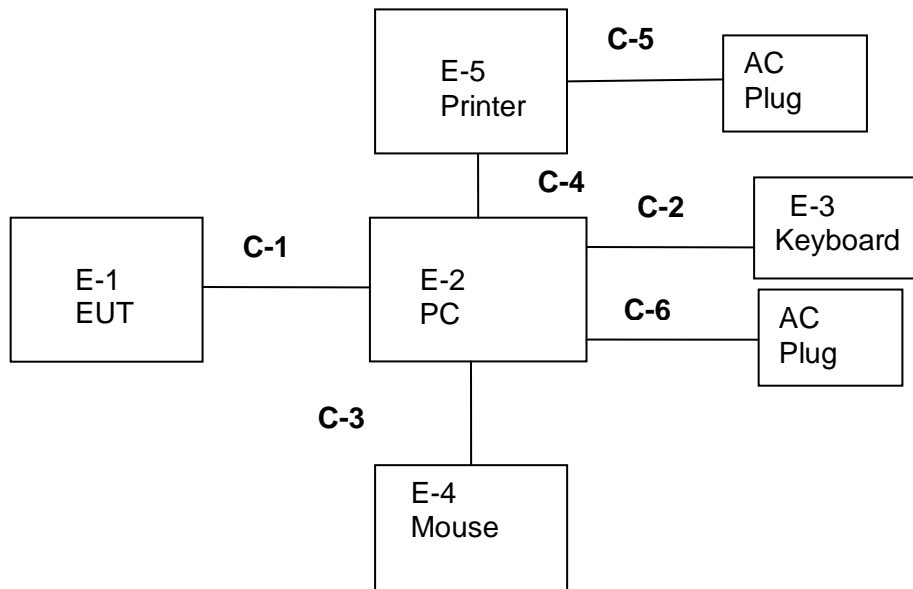 C-5
E-5
Printer
AC
Plug
C-4
C-2
E-3
Keyboard
C-1
E-1
EUT
E-2
PC
C-6
AC
Plug
C-3
E-4
Mouse